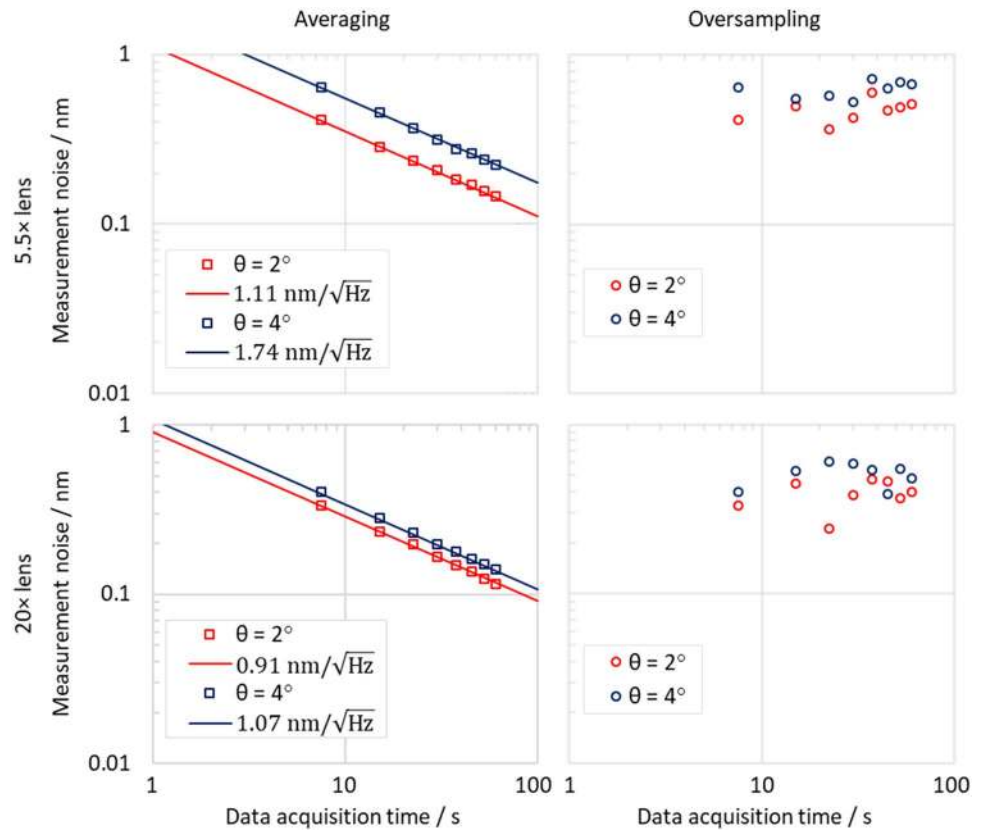 Averaging
Oversampling
5.5× lens
Measurement noise / nm
1
0.1
0.01
θ = 2°
1.11 nm/√Hz
θ = 4°
1.74 nm/√Hz
θ = 2°
θ = 4°
20× lens
Measurement noise / nm
1
0.1
0.01
θ = 2°
0.91 nm/√Hz
θ = 4°
1.07 nm/√Hz
θ = 2°
θ = 4°
1 10 100
1 10 100
Data acquisition time / s
Data acquisition time / s